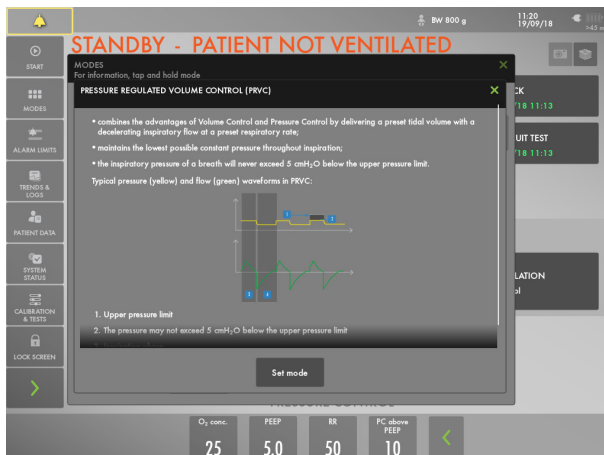 BW 800 g
11:20
19/09/18
STANDBY - PATIENT NOT VENTILATED
START
MODES
ALARM LIMITS
TRENDS &
LOGS
PATIENT DATA
SYSTEM
STATUS
CALIBRATION
& TESTS
LOCK SCREEN
MODES
For information, tap and hold mode
PRESSURE REGULATED VOLUME CONTROL (PRVC)
• combines the advantages of Volume Control and Pressure Control by delivering a preset tidal volume with a
decelerating inspiratory flow at a preset respiratory rate;
• maintains the lowest possible constant pressure throughout inspiration;
• the inspiratory pressure of a breath will never exceed 5 cmH₂O below the upper pressure limit.
Typical pressure (yellow) and flow (green) waveforms in PRVC:
1
2
3
4
1. Upper pressure limit
2. The pressure may not exceed 5 cmH₂O below the upper pressure limit
Set mode
CK
/18 11:13
UIT TEST
/18 11:13
LATION
ol
O₂ conc.
25
PEEP
5.0
RR
50
PC above
PEEP
10